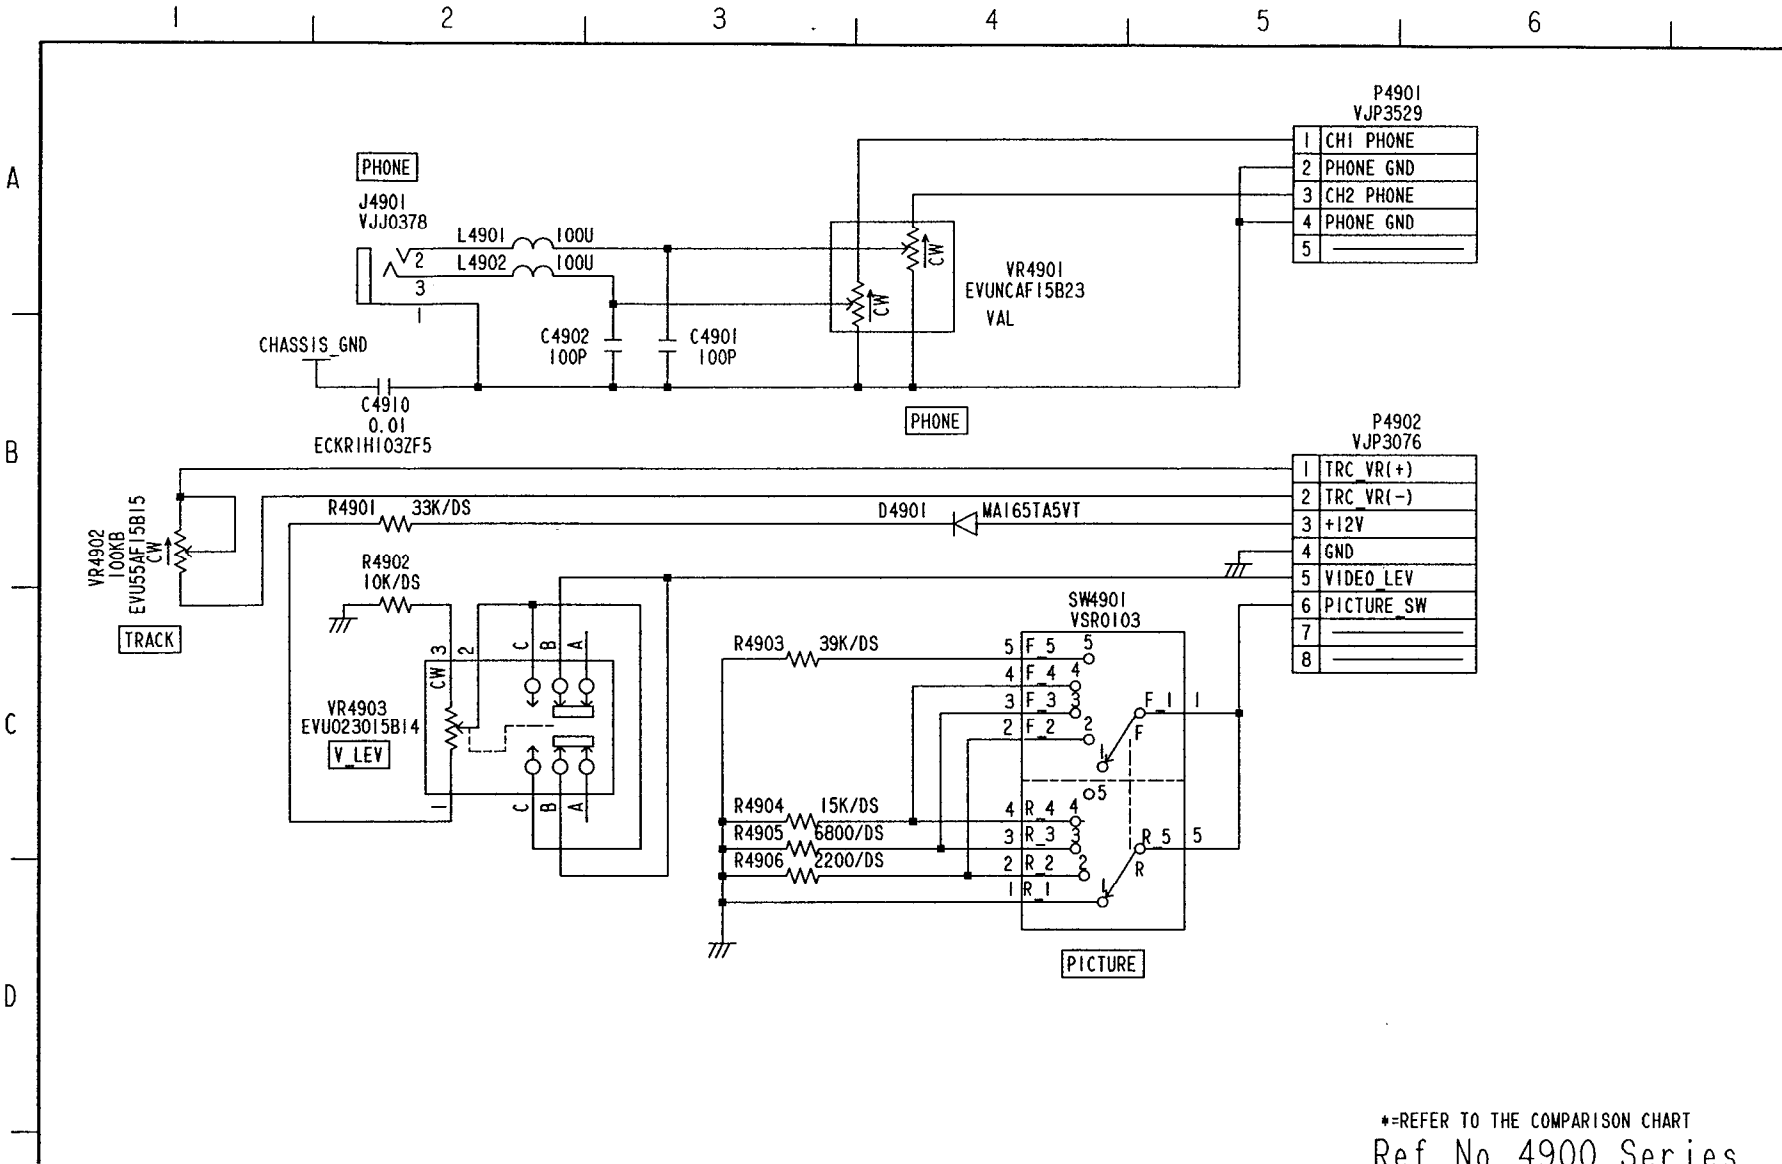 1 2 3 4 5 6
A
B
C
D
P4901
VJP3529
1 CH1 PHONE
2 PHONE GND
3 CH2 PHONE
4 PHONE GND
5
PHONE
J4901
VJJ0378
L4901 100U
2
L4902 100U
3
1
CW
CW
VR4901
EVUNCAF15B23
VAL
CHASSIS_GND
C4902
100P
C4901
100P
C4910
0.01
ECKR1H103ZF5
PHONE
P4902
VJP3076
1 TRC_VR(+)
2 TRC_VR(-)
3 +12V
4 GND
5 VIDEO_LEV
6 PICTURE_SW
7
8
VR4902
100KB
EVU55AF15B15
CW
TRACK
R4901 33K/DS
D4901 MA165TA5VT
R4902
10K/DS
3 2 C B A
CW
VR4903
EVU023015B14
V_LEV
1 C B A
SW4901
VSR0103
R4903 39K/DS
5 F_5 5
4 F_4 4
3 F_3 3
2 F_2 2
1
F_1 1
F
5
R4904 15K/DS
4 R_4 4
R4905 6800/DS
3 R_3 3
R_5 5
R4906 2200/DS
2 R_2 2
R
1 R_1 1
PICTURE
*=REFER TO THE COMPARISON CHART
Ref No. 4900 Series